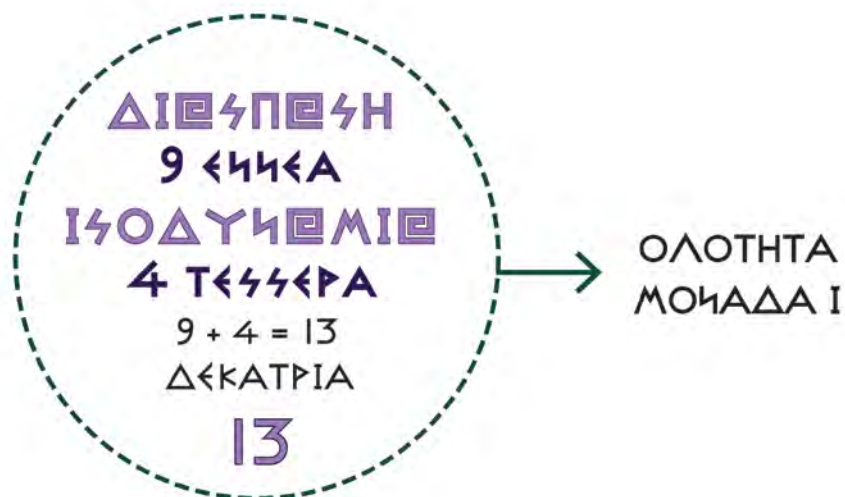 ΔΙΑΣΠΑΣΗ
9 ΕΝΝΕΑ
ΙΣΟΔΥΝΑΜΙΑ
4 ΤΕΣΣΕΡΑ
9 + 4 = 13
ΔΕΚΑΤΡΙΑ
13
ΟΛΟΤΗΤΑ
ΜΟΝΑΔΑ Ι